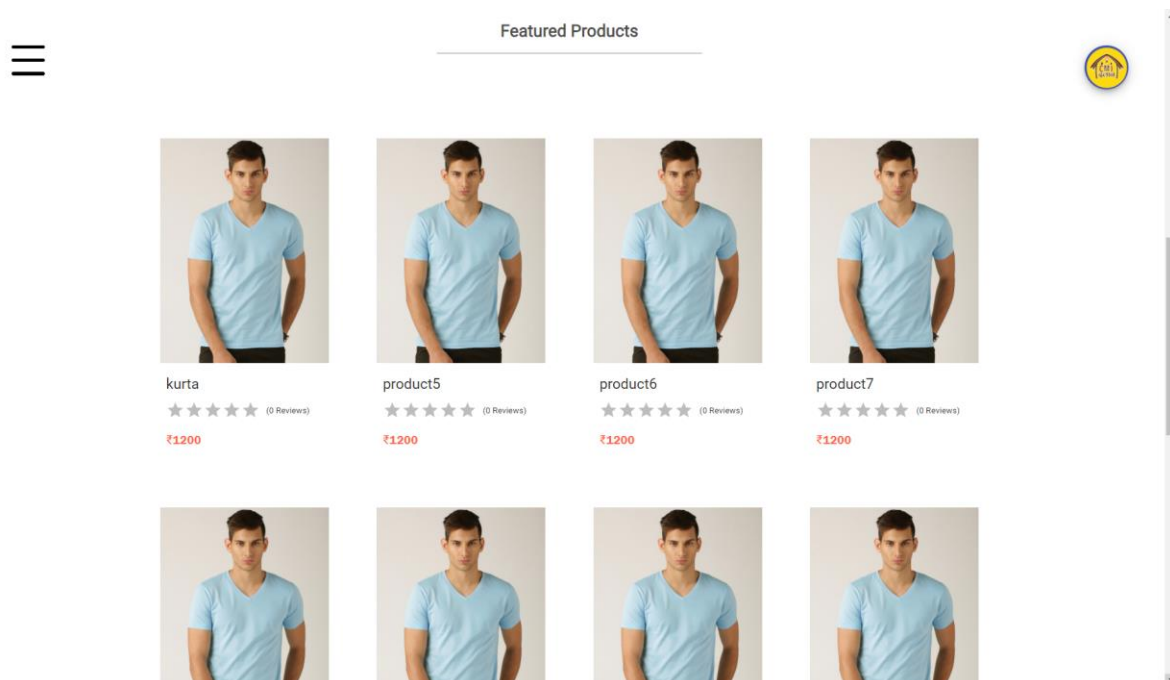 Featured Products
kurta
product5
product6
product7
(0 Reviews)
(0 Reviews)
(0 Reviews)
(0 Reviews)
₹1200
₹1200
₹1200
₹1200